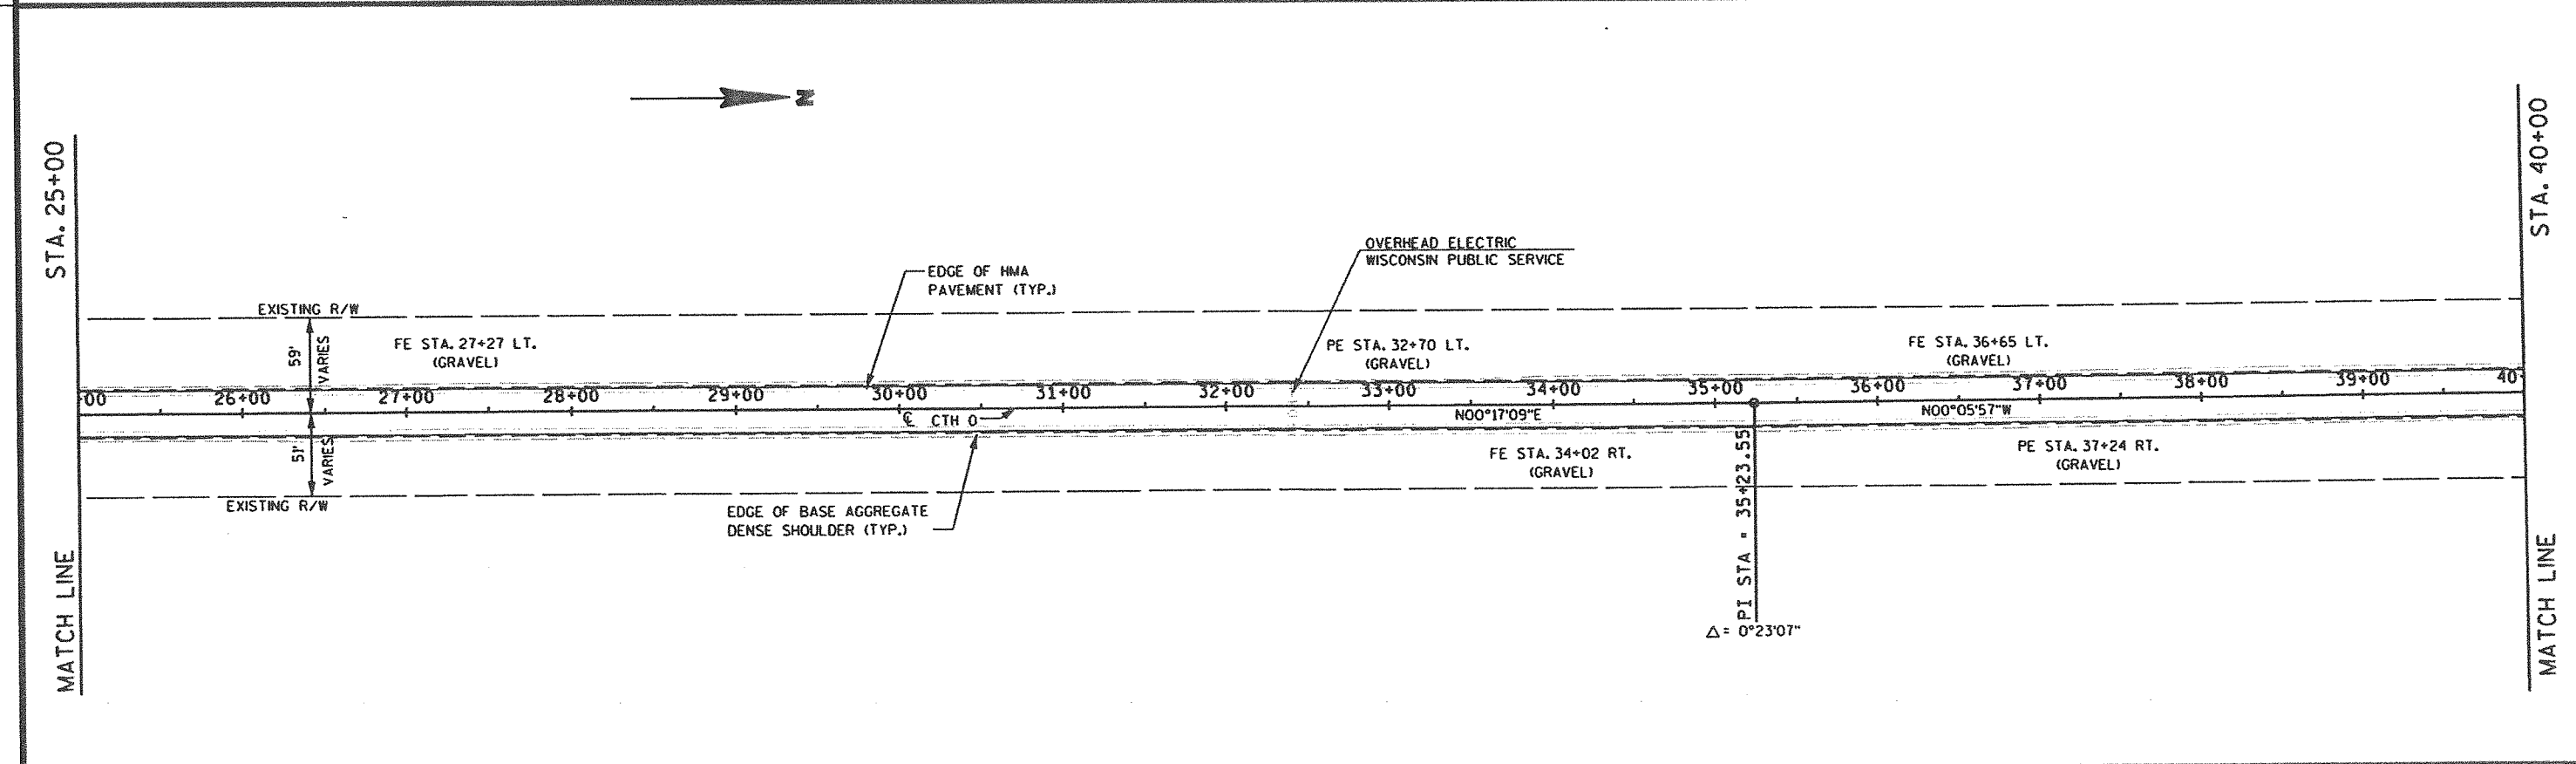 N
STA. 25+00
STA. 40+00
OVERHEAD ELECTRIC
WISCONSIN PUBLIC SERVICE
EDGE OF HMA
PAVEMENT (TYP.)
EXISTING R/W
59'
VARIES
FE STA. 27+27 LT.
(GRAVEL)
PE STA. 32+70 LT.
(GRAVEL)
FE STA. 36+65 LT.
(GRAVEL)
00 26+00 27+00 28+00 29+00 30+00 31+00 32+00 33+00 34+00 35+00 36+00 37+00 38+00 39+00 40
℄ CTH O
N00°17'09"E
N00°05'57"W
51'
VARIES
FE STA. 34+02 RT.
(GRAVEL)
PI STA = 35+23.55
PE STA. 37+24 RT.
(GRAVEL)
EXISTING R/W
EDGE OF BASE AGGREGATE
DENSE SHOULDER (TYP.)
Δ= 0°23'07"
MATCH LINE
MATCH LINE